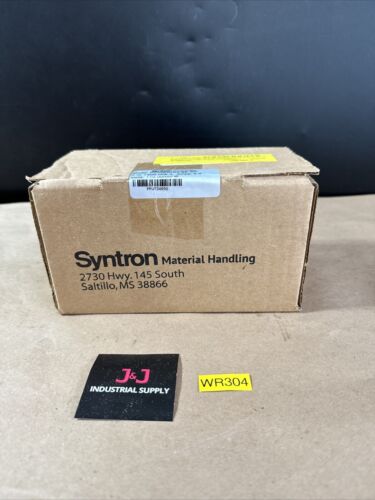 Syntron Material Handling
2730 Hwy. 145 South
Saltillo, MS 38866
J&J
INDUSTRIAL SUPPLY
WR304